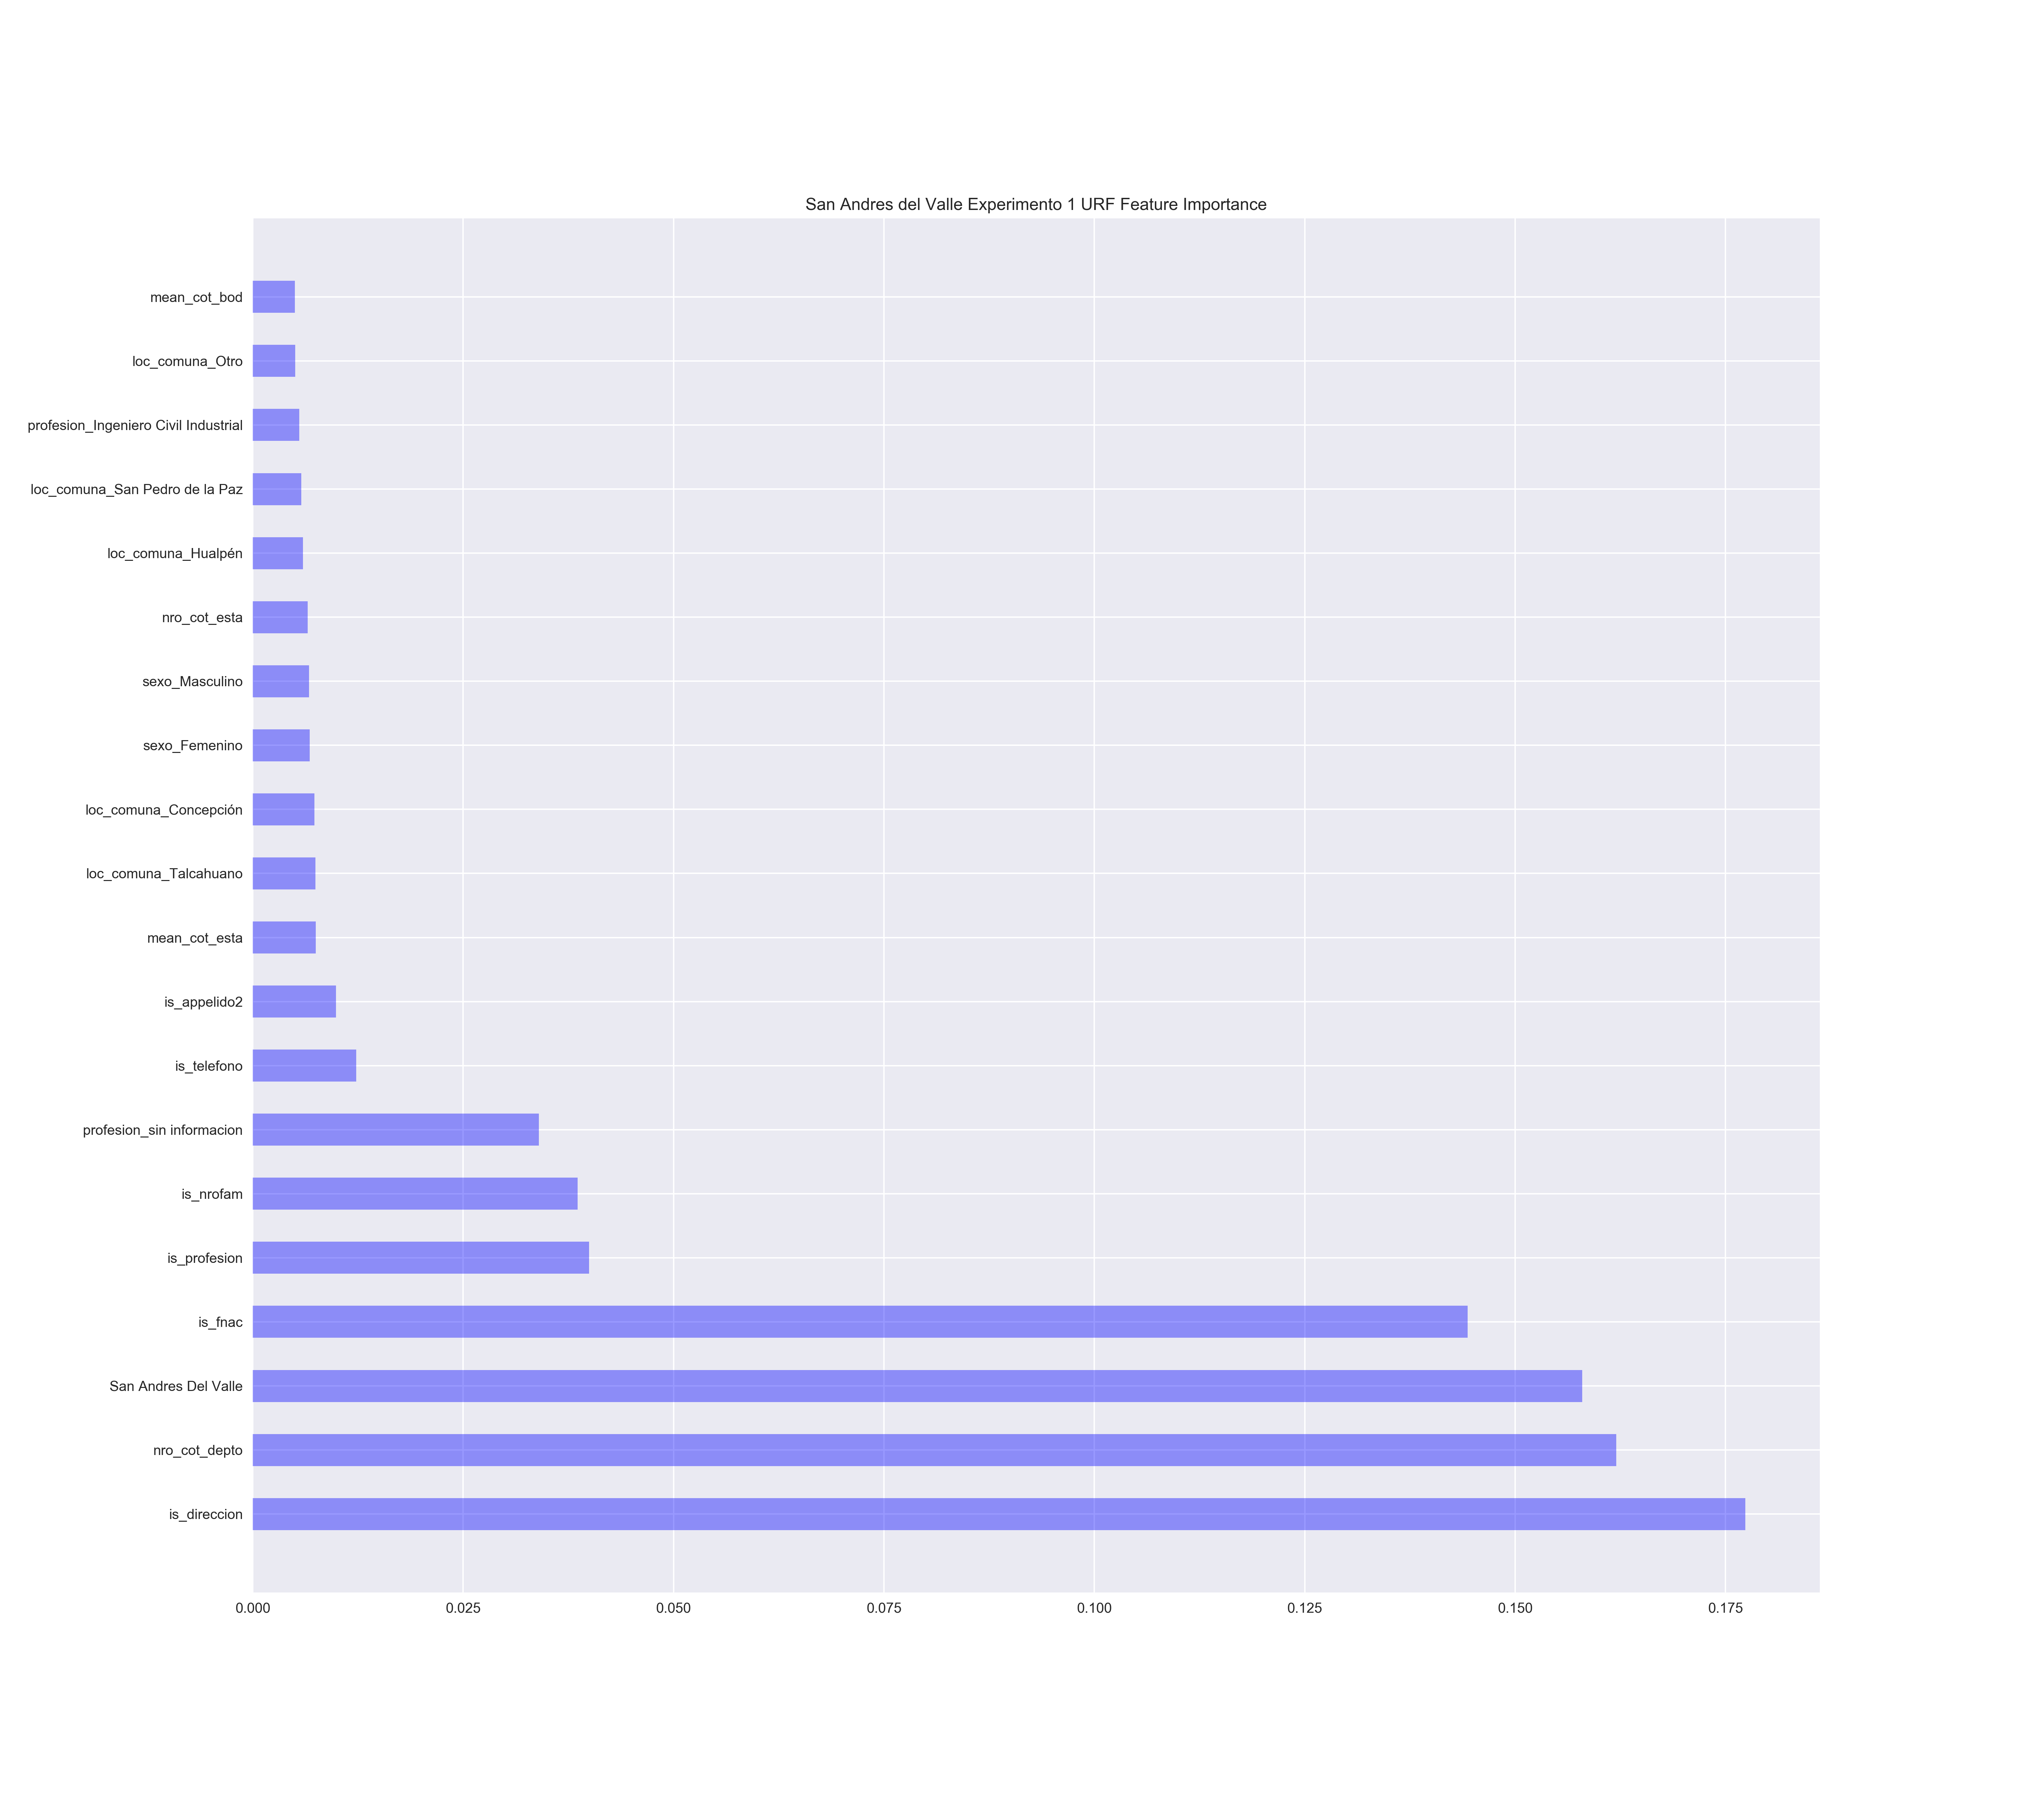 San Andres del Valle Experimento 1 URF Feature Importance
mean_cot_bod
loc_comuna_Otro
profesion_Ingeniero Civil Industrial
loc_comuna_San Pedro de la Paz
loc_comuna_Hualpén
nro_cot_esta
sexo_Masculino
sexo_Femenino
loc_comuna_Concepción
loc_comuna_Talcahuano
mean_cot_esta
is_appelido2
is_telefono
profesion_sin informacion
is_nrofam
is_profesion
is_fnac
San Andres Del Valle
nro_cot_depto
is_direccion
0.000 0.025 0.050 0.075 0.100 0.125 0.150 0.175